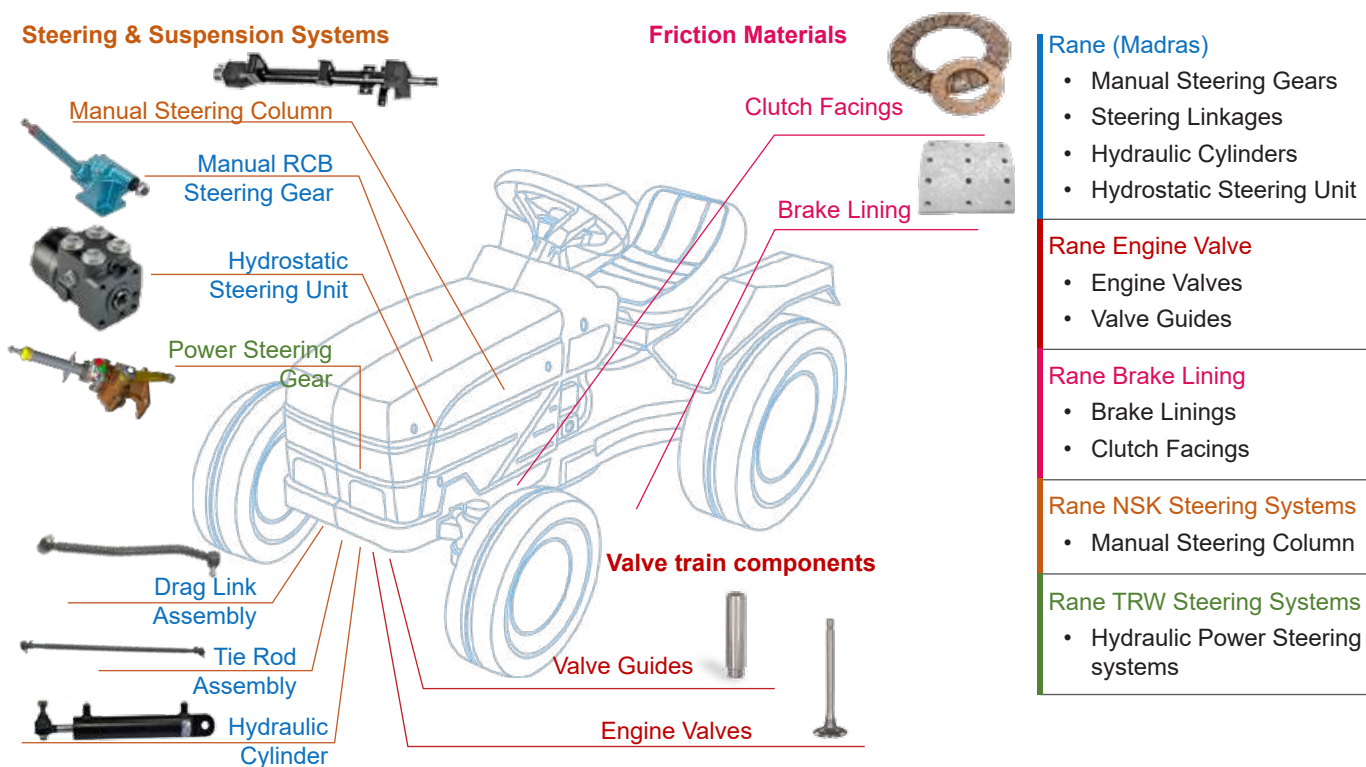 Steering & Suspension Systems
Manual Steering Column
Manual RCB
Steering Gear
Hydrostatic
Steering Unit
Power Steering
Gear
Drag Link
Assembly
Tie Rod
Assembly
Hydraulic
Cylinder
Friction Materials
Clutch Facings
Brake Lining
Valve train components
Valve Guides
Engine Valves
Rane (Madras)
• Manual Steering Gears
• Steering Linkages
• Hydraulic Cylinders
• Hydrostatic Steering Unit
Rane Engine Valve
• Engine Valves
• Valve Guides
Rane Brake Lining
• Brake Linings
• Clutch Facings
Rane NSK Steering Systems
• Manual Steering Column
Rane TRW Steering Systems
• Hydraulic Power Steering
systems